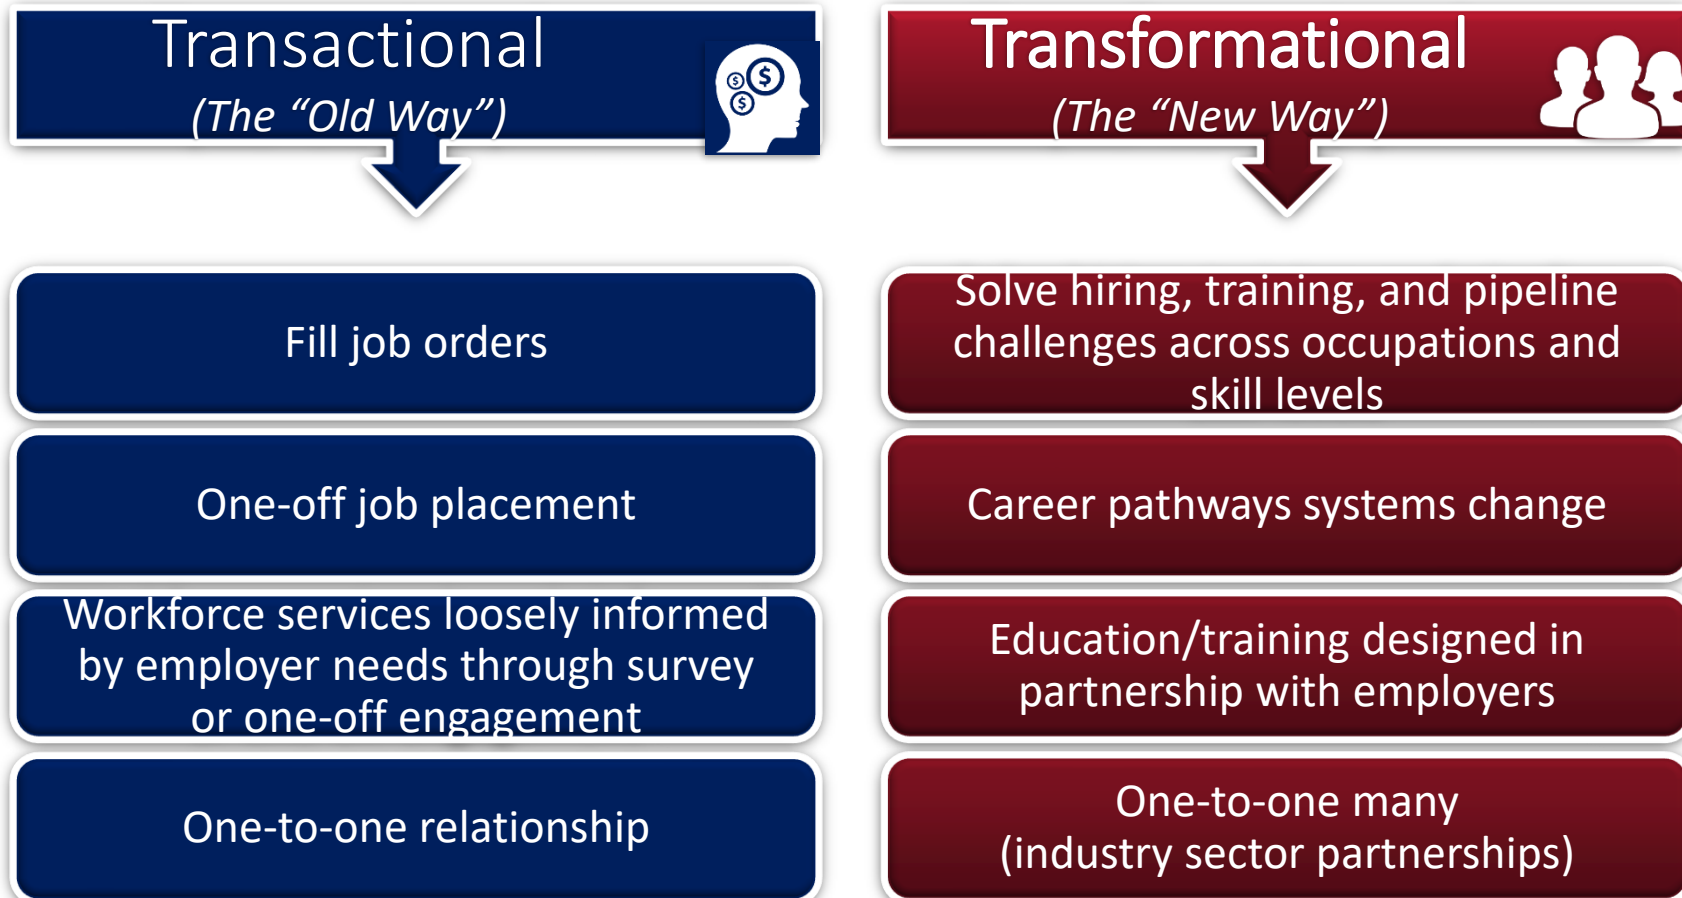 Transactional
(The “Old Way”)
$
$
$
Fill job orders
One-off job placement
Workforce services loosely informed
by employer needs through survey
or one-off engagement
One-to-one relationship
Transformational
(The “New Way”)
Solve hiring, training, and pipeline
challenges across occupations and
skill levels
Career pathways systems change
Education/training designed in
partnership with employers
One-to-one many
(industry sector partnerships)